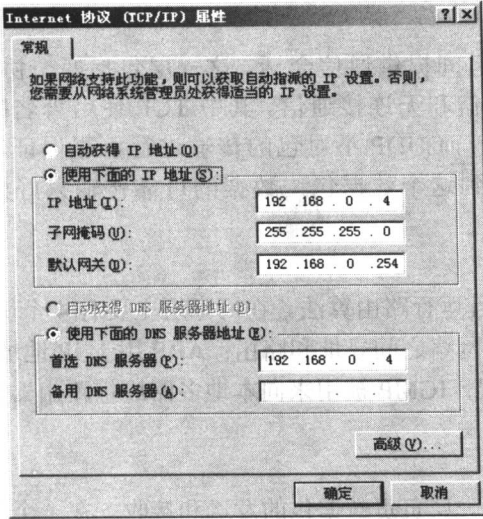 Internet 协议 (TCP/IP) 属性
常规
如果网络支持此功能，则可以获取自动指派的 IP 设置。否则，
您需要从网络系统管理员处获得适当的 IP 设置。
自动获得 IP 地址(O)
使用下面的 IP 地址(S):
IP 地址(I): 192 .168 . 0 . 4
子网掩码(U): 255 .255 .255 . 0
默认网关(D): 192 .168 . 0 .254
自动获得 DNS 服务器地址(B)
使用下面的 DNS 服务器地址(E):
首选 DNS 服务器(P): 192 .168 . 0 . 4
备用 DNS 服务器(A):
高级(V)...
确定 取消